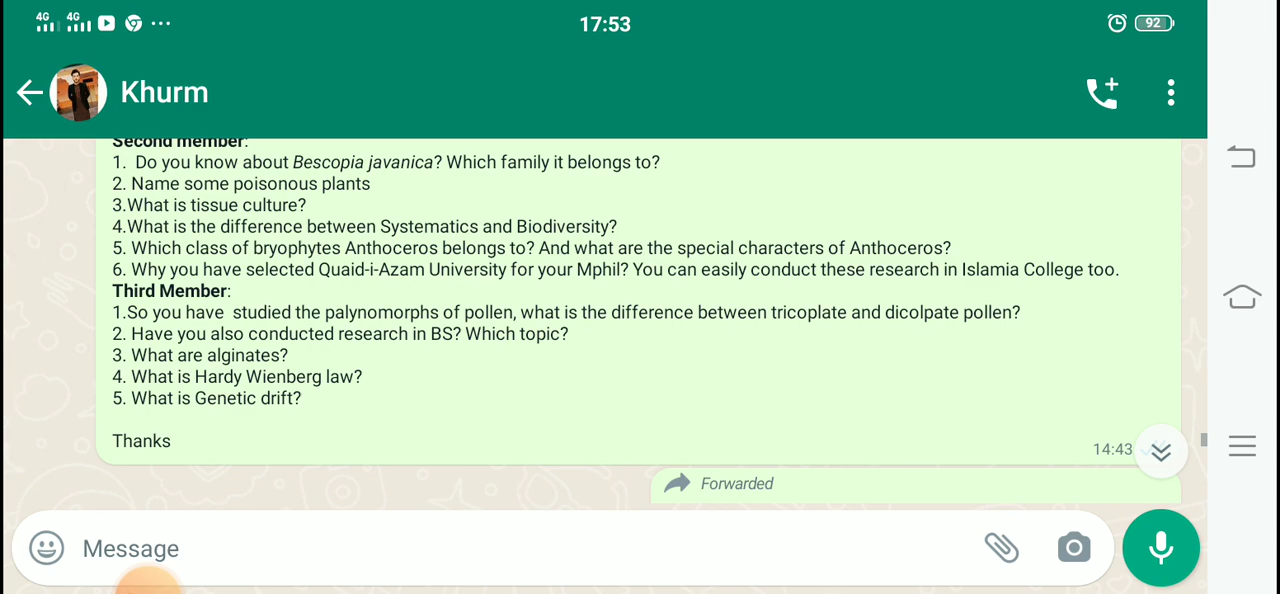 4G 4G 17:53 92
Khurm
Second member:
1. Do you know about Bescopia javanica? Which family it belongs to?
2. Name some poisonous plants
3.What is tissue culture?
4.What is the difference between Systematics and Biodiversity?
5. Which class of bryophytes Anthoceros belongs to? And what are the special characters of Anthoceros?
6. Why you have selected Quaid-i-Azam University for your Mphil? You can easily conduct these research in Islamia College too.
Third Member:
1.So you have studied the palynomorphs of pollen, what is the difference between tricoplate and dicolpate pollen?
2. Have you also conducted research in BS? Which topic?
3. What are alginates?
4. What is Hardy Wienberg law?
5. What is Genetic drift?
Thanks
14:43
Forwarded
Message